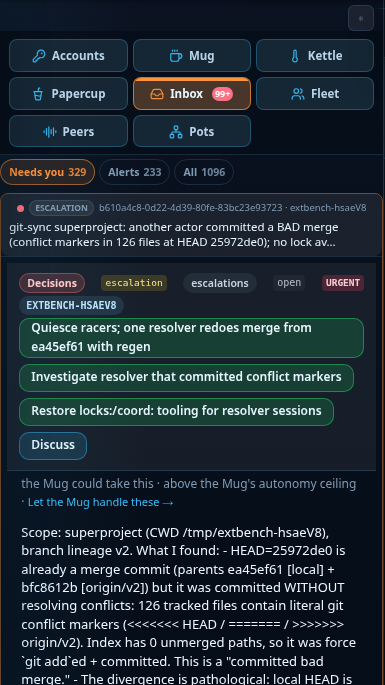 Accounts
Mug
Kettle
Papercup
Inbox 99+
Fleet
Peers
Pots
Needs you 329
Alerts 233
All 1096
ESCALATION b610a4c8-0d22-4d39-80fe-83bc23e93723 · extbench-hsaeV8
git-sync superproject: another actor committed a BAD merge
(conflict markers in 126 files at HEAD 25972de0); no lock av...
Decisions escalation escalations open URGENT
EXTBENCH-HSAEV8
Quiesce racers; one resolver redoes merge from
ea45ef61 with regen
Investigate resolver that committed conflict markers
Restore locks:/coord: tooling for resolver sessions
Discuss
the Mug could take this · above the Mug's autonomy ceiling
· Let the Mug handle these →
Scope: superproject (CWD /tmp/extbench-hsaeV8),
branch lineage v2. What I found: - HEAD=25972de0 is
already a merge commit (parents ea45ef61 [local] +
bfc8612b [origin/v2]) but it was committed WITHOUT
resolving conflicts: 126 tracked files contain literal git
conflict markers (<<<<<<< HEAD / ======= / >>>>>>>
origin/v2). Index has 0 unmerged paths, so it was force
`git add`ed + committed. This is a "committed bad
merge." - The divergence is pathological: local HEAD is